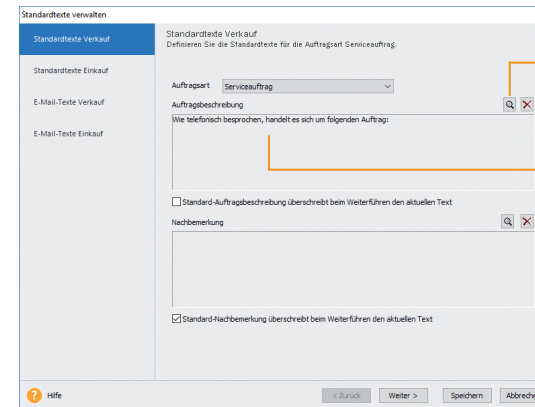 Standardtexte verwalten
Standardtexte Verkauf
Standardtexte Einkauf
E-Mail-Texte Verkauf
E-Mail-Texte Einkauf
Standardtexte Verkauf
Definieren Sie die Standardtexte für die Auftragsart Serviceauftrag.
Auftragsart Serviceauftrag
Auftragsbeschreibung
Wie telefonisch besprochen, handelt es sich um folgenden Auftrag:
Standard-Auftragsbeschreibung überschreibt beim Weiterführen den aktuellen Text
Nachbemerkung
Standard-Nachbemerkung überschreibt beim Weiterführen den aktuellen Text
? Hilfe
< Zurück Weiter > Speichern Abbreche